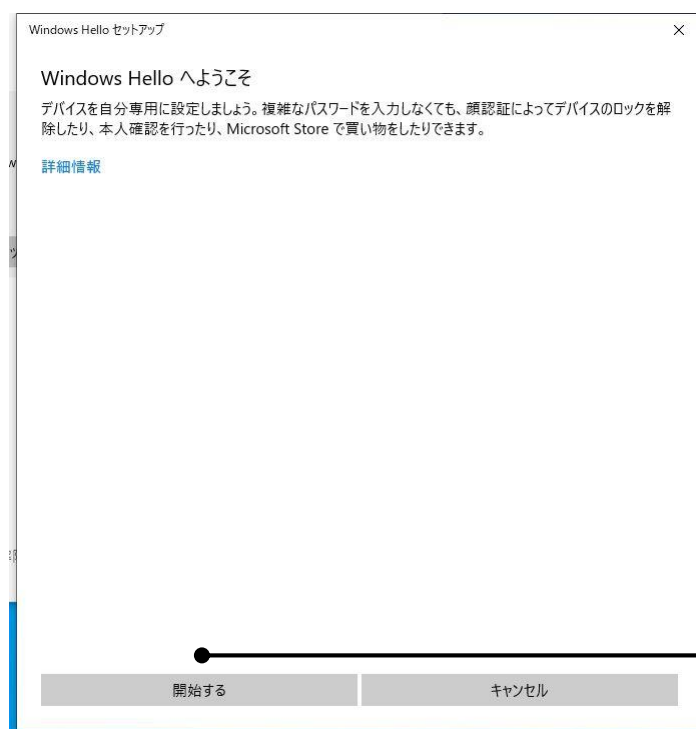 Windows Hello セットアップ
Windows Hello へようこそ
デバイスを自分専用に設定しましょう。複雑なパスワードを入力しなくても、顔認証によってデバイスのロックを解
除したり、本人確認を行ったり、Microsoft Store で買い物をしたりできます。
詳細情報
開始する
キャンセル